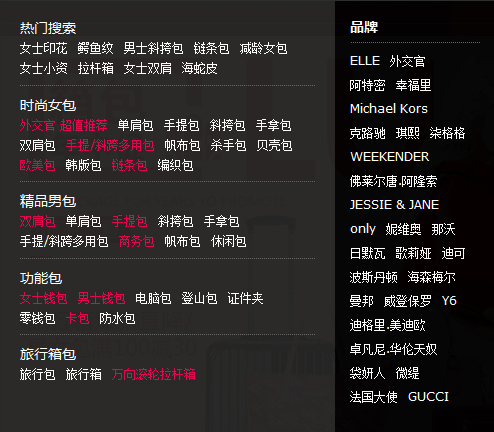 热门搜索
女士印花 鳄鱼纹 男士斜挎包 链条包 减龄女包
女士小资 拉杆箱 女士双肩 海蛇皮
时尚女包
外交官 超值推荐 单肩包 手提包 斜挎包 手拿包
双肩包 手提/斜跨多用包 帆布包 杀手包 贝壳包
欧美包 韩版包 链条包 编织包
精品男包
双肩包 单肩包 手提包 斜挎包 手拿包
手提/斜跨多用包 商务包 帆布包 休闲包
功能包
女士钱包 男士钱包 电脑包 登山包 证件夹
零钱包 卡包 防水包
旅行箱包
旅行包 旅行箱 万向滚轮拉杆箱
品牌
ELLE 外交官
阿特密 幸福里
Michael Kors
克路驰 琪熙 柒格格
WEEKENDER
佛莱尔唐.阿隆索
JESSIE & JANE
only 妮维奥 那沃
日默瓦 歌莉娅 迪可
波斯丹顿 海森梅尔
曼邦 威登保罗 Y6
迪格里.美迪欧
卓凡尼.华伦天奴
袋妍人 微缇
法国大使 GUCCI